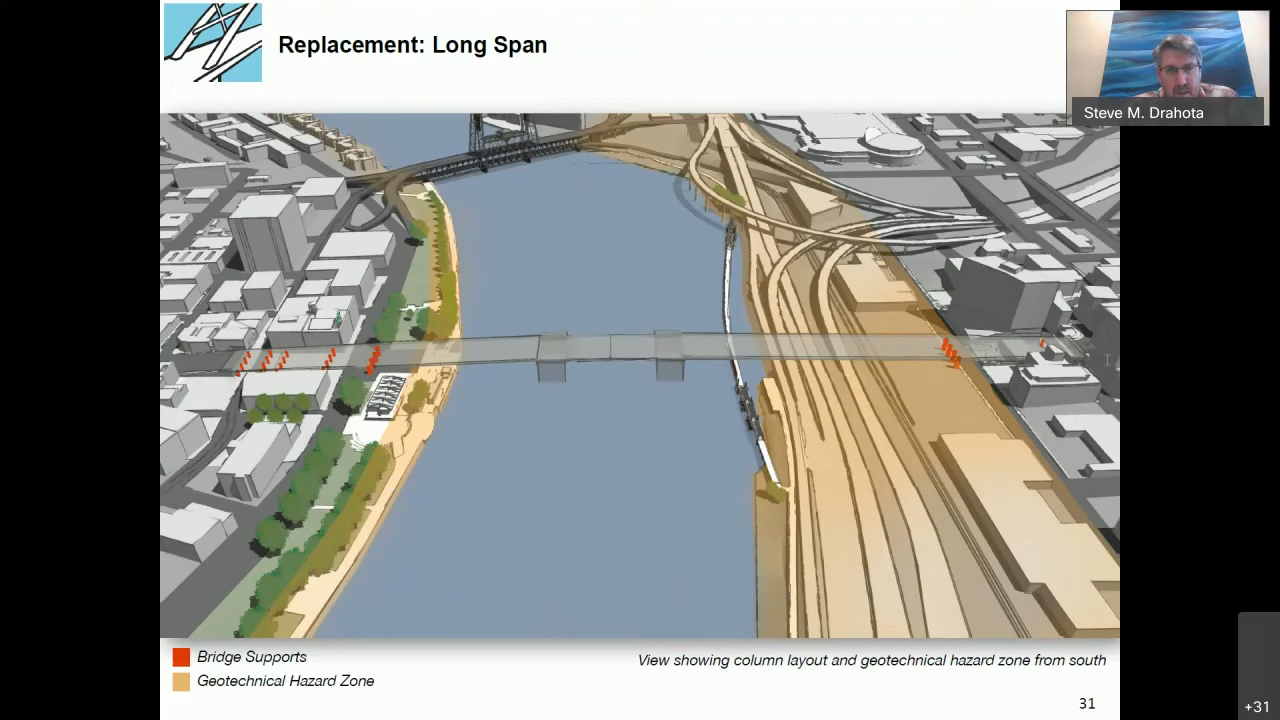 Replacement: Long Span
Steve M. Drahota
Bridge Supports
Geotechnical Hazard Zone
View showing column layout and geotechnical hazard zone from south
31
+31